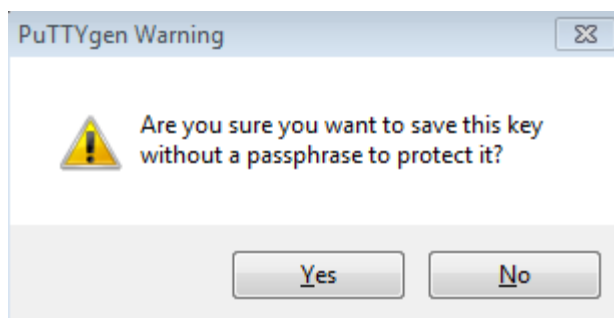 PuTTYgen Warning
Are you sure you want to save this key
without a passphrase to protect it?
Yes
No